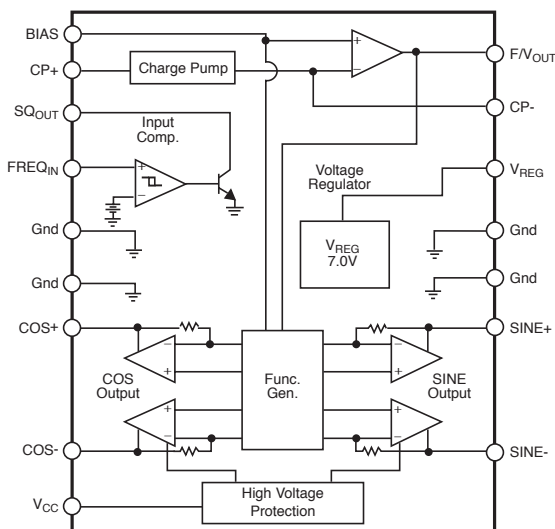 BIAS
F/VOUT
CP+
Charge Pump
+
−
SQOUT
CP-
Input
Comp.
FREQIN
+
−
Voltage
Regulator
VREG
Gnd
VREG
7.0V
Gnd
Gnd
Gnd
COS+
SINE+
−
−
COS
Output
+
Func.
Gen.
+
SINE
Output
+
+
−
−
COS-
SINE-
VCC
High Voltage
Protection